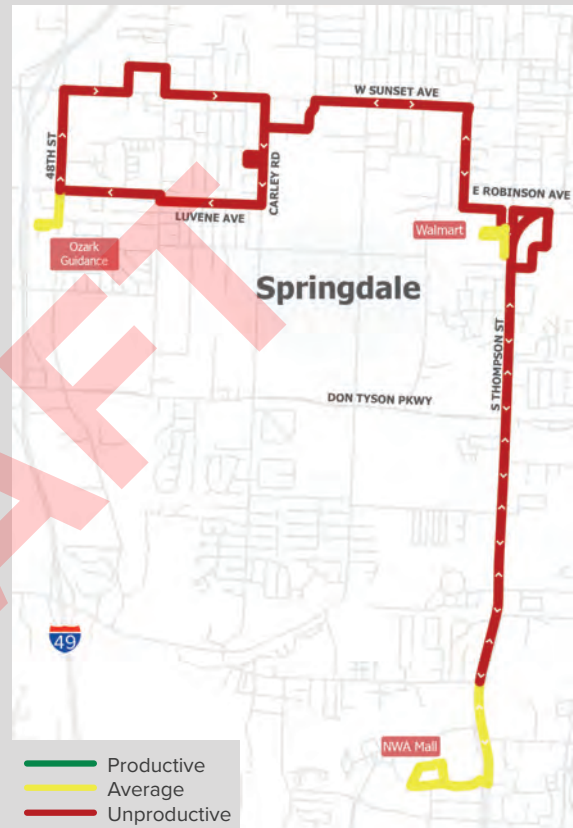 W SUNSET AVE
48TH ST
CARLEY RD
E ROBINSON AVE
LUVENE AVE
Walmart
Ozark
Guidance
Springdale
S THOMPSON ST
DON TYSON PKWY
AFT
49
NWA Mall
Productive
Average
Unproductive